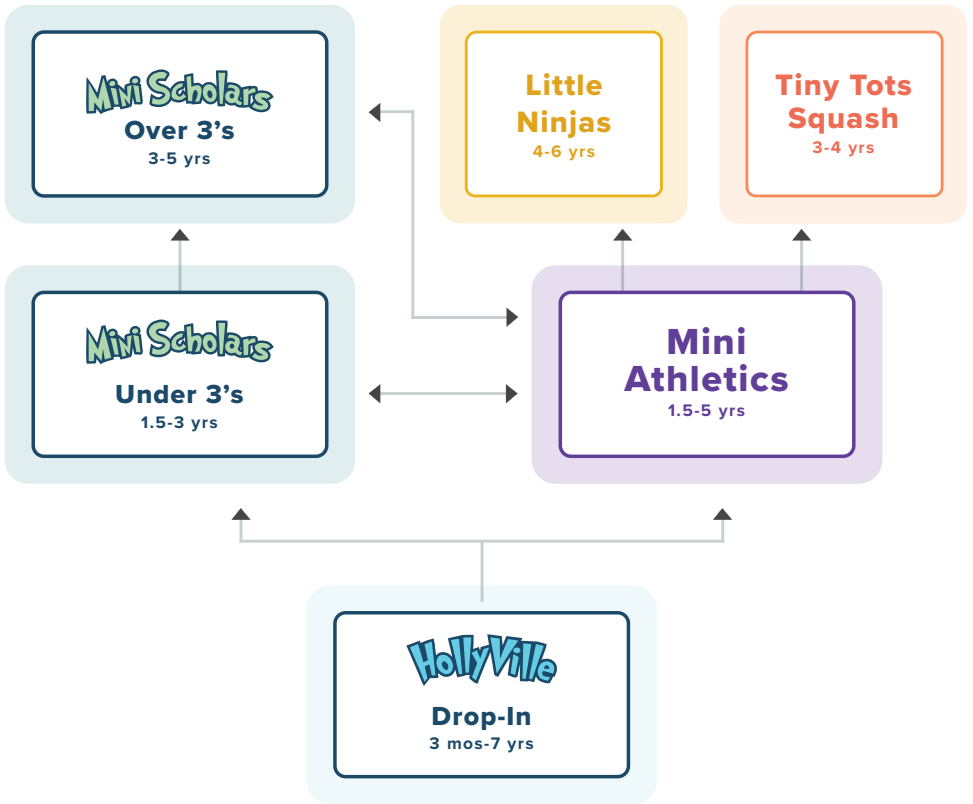 Mini Scholars
Over 3’s
3-5 yrs
Little
Ninjas
4-6 yrs
Tiny Tots
Squash
3-4 yrs
Mini Scholars
Under 3’s
1.5-3 yrs
Mini
Athletics
1.5-5 yrs
HollyVille
Drop-In
3 mos-7 yrs